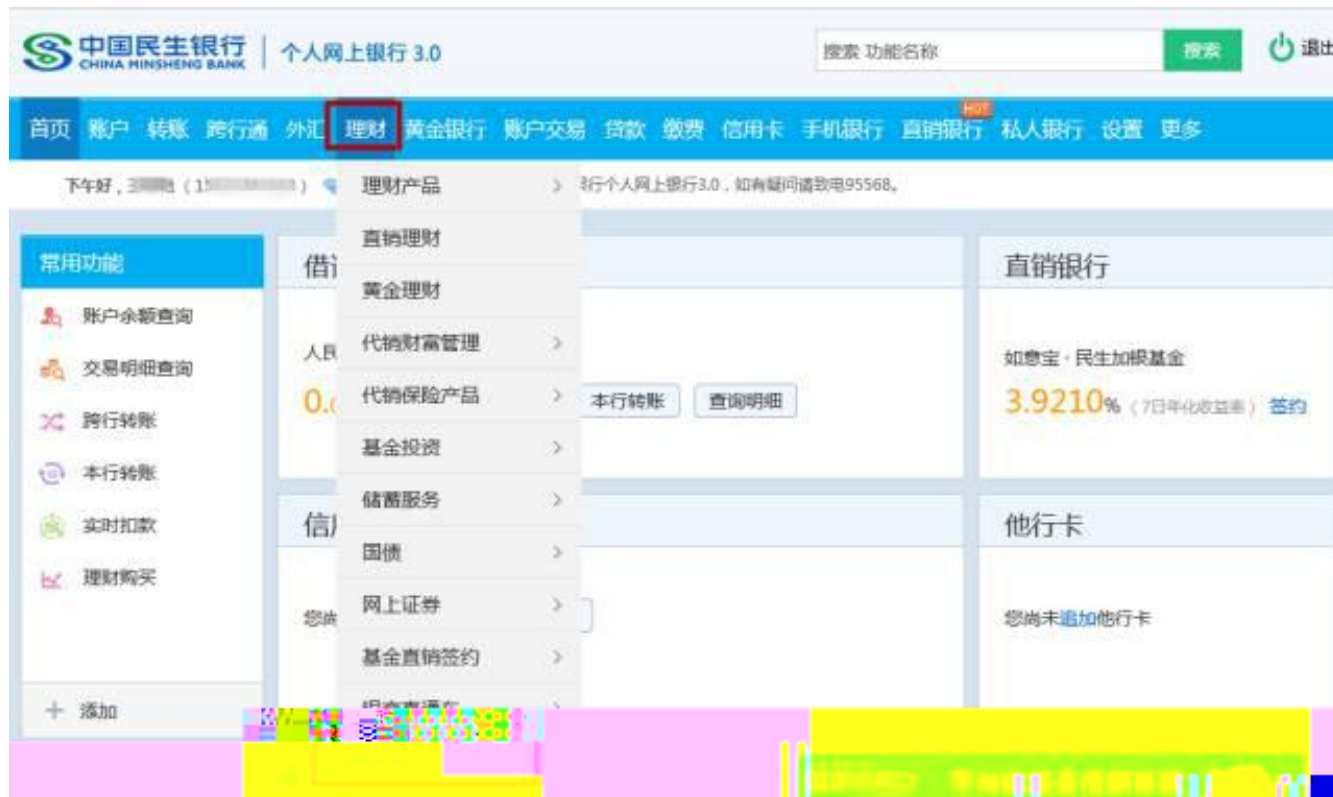 中国民生银行 个人网上银行 3.0 搜索 功能名称 搜索 退出
CHINA MINSHENG BANK
HOT
首页 账户 转账 跨行通 外汇 理财 黄金银行 账户交易 贷款 缴费 信用卡 手机银行 直销银行 私人银行 设置 更多
下午好, 行个人网上银行3.0,如有疑问请致电95568。
理财产品
直销理财
黄金理财
代销财富管理
代销保险产品
基金投资
储蓄服务
国债
网上证券
基金直销签约
常用功能
账户余额查询
交易明细查询
跨行转账
本行转账
实时扣款
理财购买
添加
借
人民
0.
本行转账 查询明细
信
您尚
直销银行
如意宝·民生加银基金
3.9210% (7日年化收益率) 签约
他行卡
您尚未追加他行卡